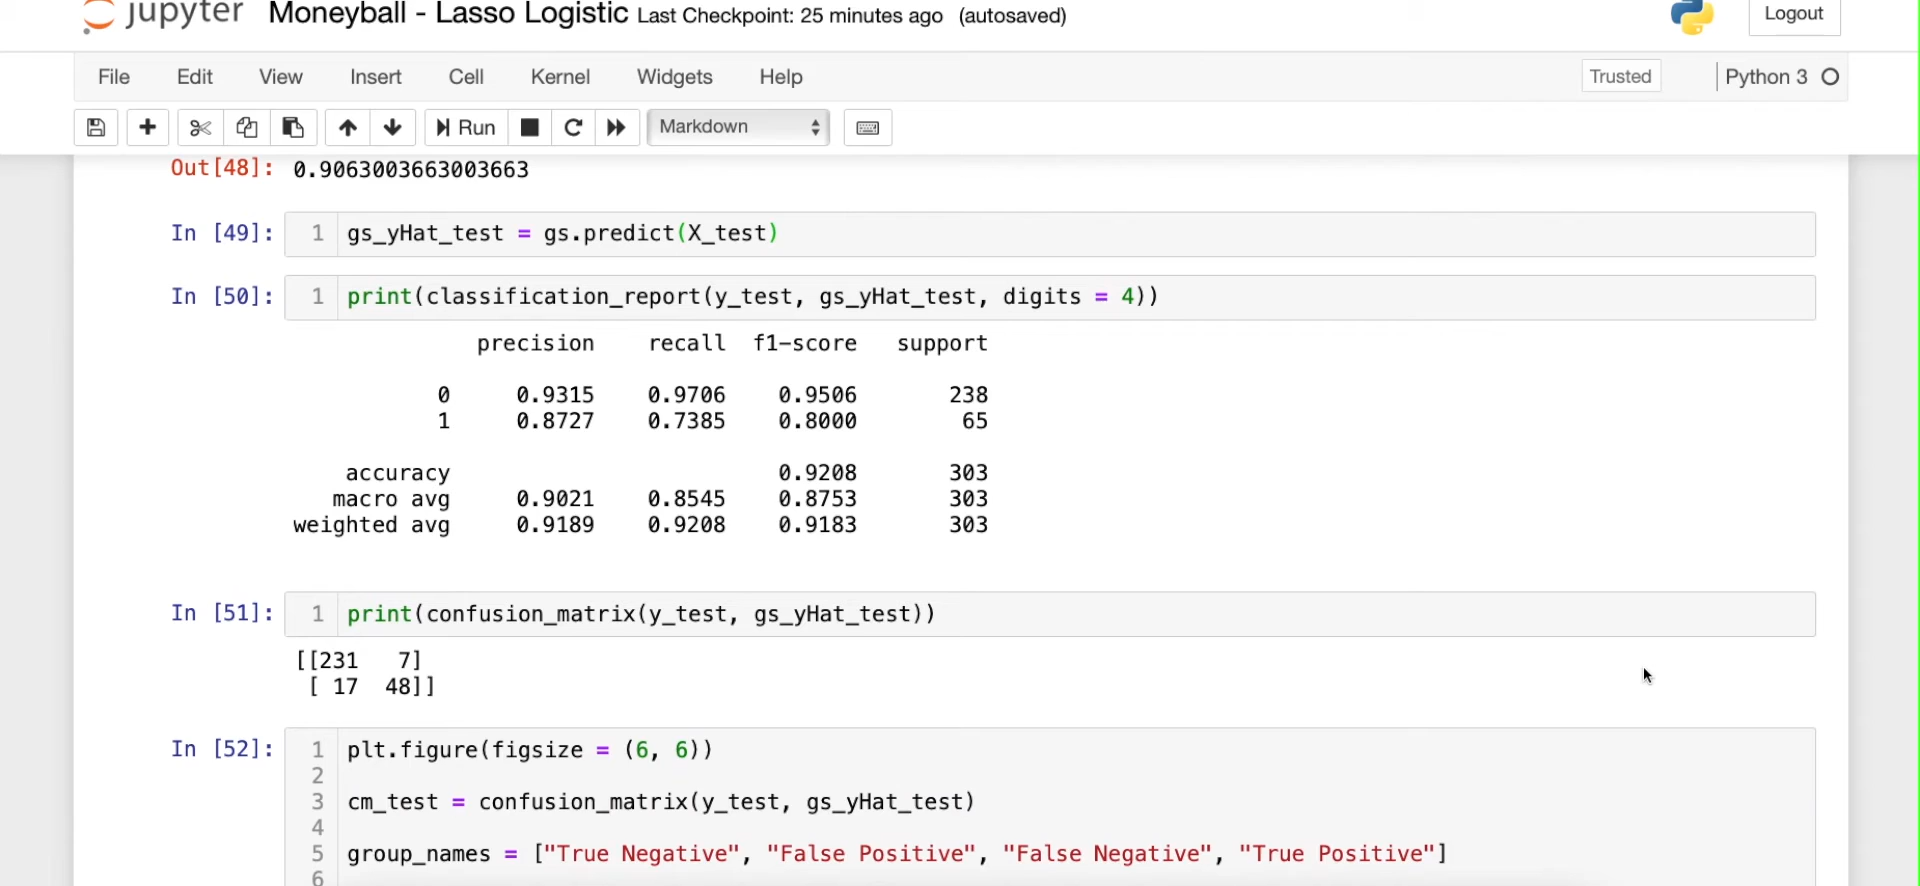 jupyter Moneyball - Lasso Logistic Last Checkpoint: 25 minutes ago (autosaved) Logout
File Edit View Insert Cell Kernel Widgets Help Trusted Python 3
Run Markdown
Out[48]: 0.9063003663003663
In [49]: 1 gs_yHat_test = gs.predict(X_test)
In [50]: 1 print(classification_report(y_test, gs_yHat_test, digits = 4))
precision recall f1-score support
0 0.9315 0.9706 0.9506 238
1 0.8727 0.7385 0.8000 65
accuracy 0.9208 303
macro avg 0.9021 0.8545 0.8753 303
weighted avg 0.9189 0.9208 0.9183 303
In [51]: 1 print(confusion_matrix(y_test, gs_yHat_test))
[[231 7]
[ 17 48]]
In [52]: 1 plt.figure(figsize = (6, 6))
2
3 cm_test = confusion_matrix(y_test, gs_yHat_test)
4
5 group_names = ["True Negative", "False Positive", "False Negative", "True Positive"]
6